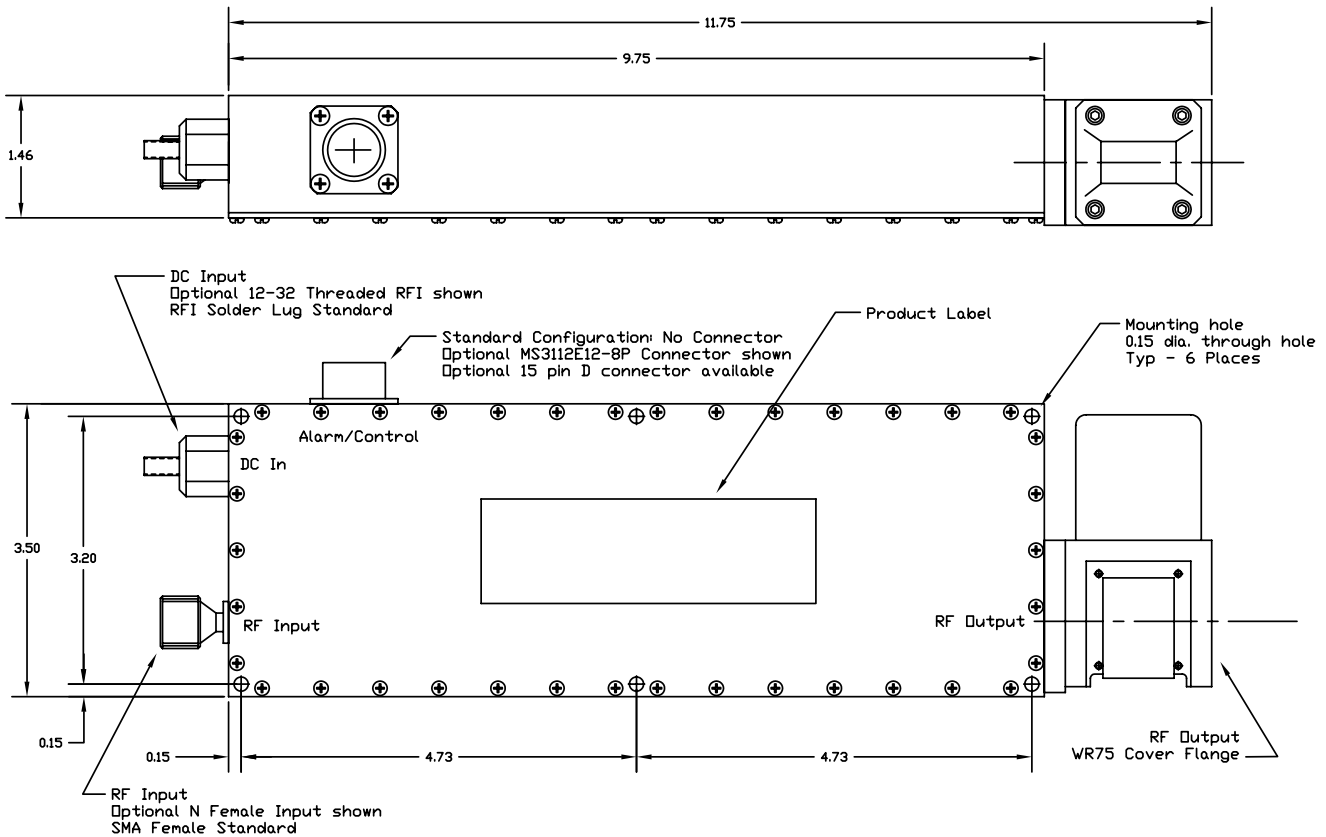 11.75
9.75
1.46
DC Input
Optional 12-32 Threaded RFI shown
RFI Solder Lug Standard
Standard Configuration: No Connector
Optional MS3112E12-8P Connector shown
Optional 15 pin D connector available
Product Label
Mounting hole
0.15 dia. through hole
Typ - 6 Places
Alarm/Control
DC In
3.50
3.20
RF Input
RF Output
0.15
0.15
4.73
4.73
RF Output
WR75 Cover Flange
RF Input
Optional N Female Input shown
SMA Female Standard